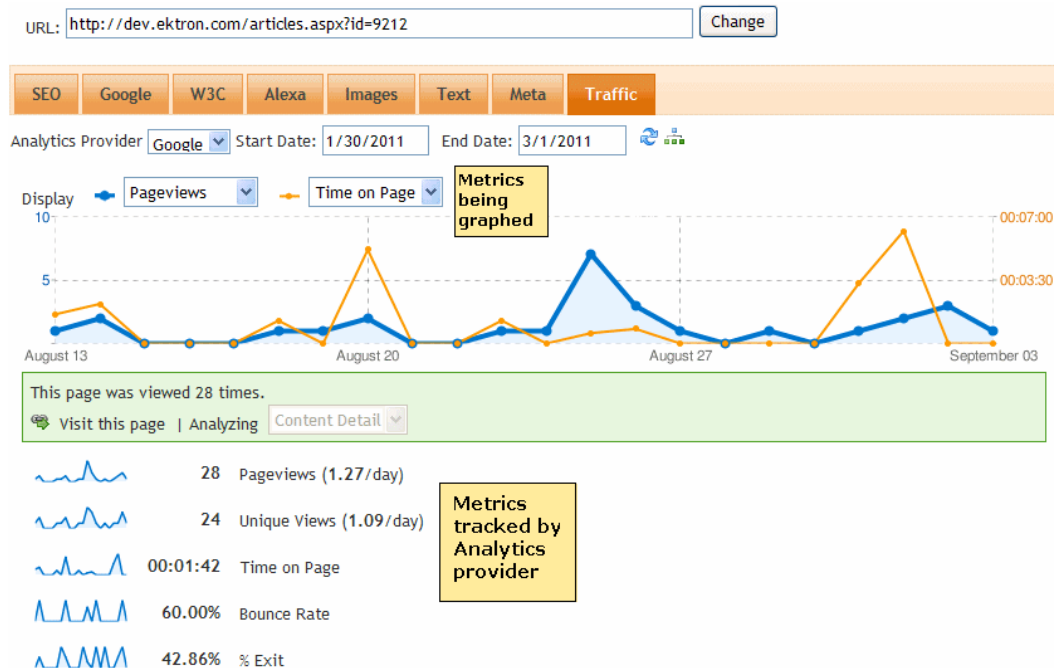 URL: http://dev.ektron.com/articles.aspx?id=9212 Change
SEO Google W3C Alexa Images Text Meta Traffic
Analytics Provider Google Start Date: 1/30/2011 End Date: 3/1/2011
Display Pageviews Time on Page
Metrics
being
graphed
10 00:07:00
5 00:03:30
August 13 August 20 August 27 September 03
This page was viewed 28 times.
Visit this page | Analyzing Content Detail
28 Pageviews (1.27/day)
24 Unique Views (1.09/day)
00:01:42 Time on Page
60.00% Bounce Rate
42.86% % Exit
Metrics
tracked by
Analytics
provider